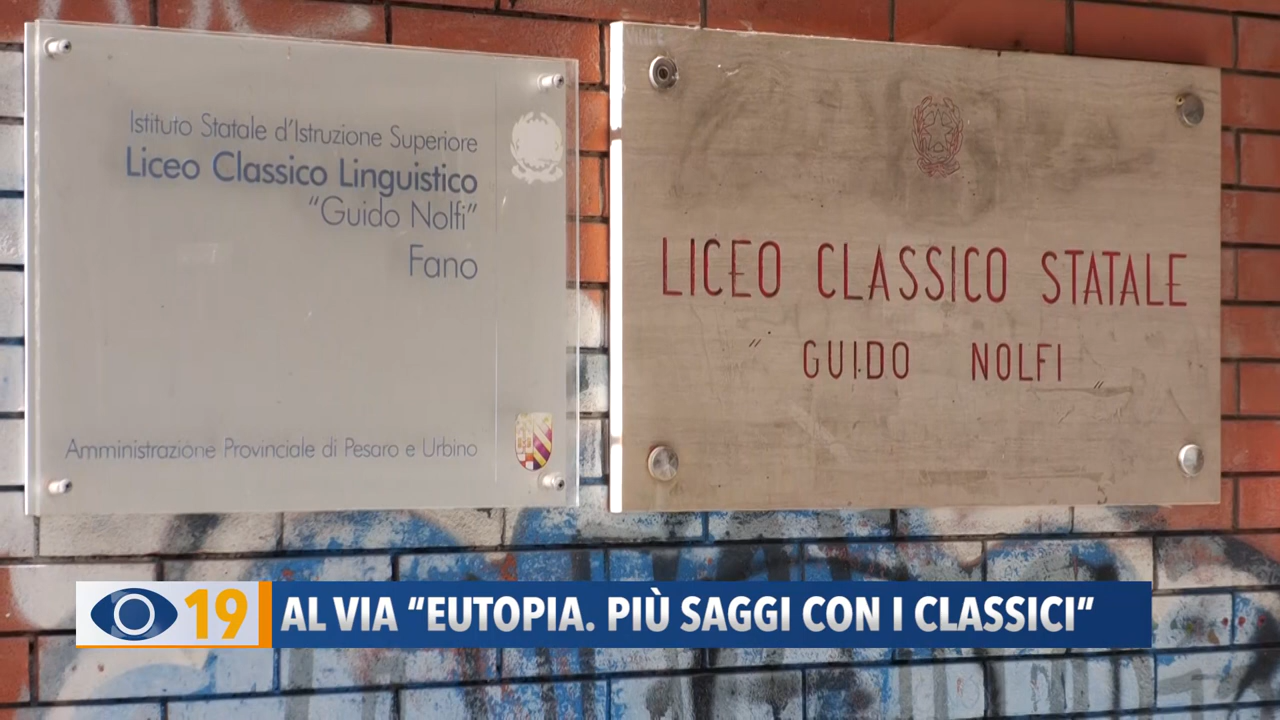 Istituto Statale d'Istruzione Superiore
Liceo Classico Linguistico
"Guido Nolfi"
Fano
Amministrazione Provinciale di Pesaro e Urbino
LICEO CLASSICO STATALE
"GUIDO NOLFI"
19
AL VIA “EUTOPIA. PIÙ SAGGI CON I CLASSICI”